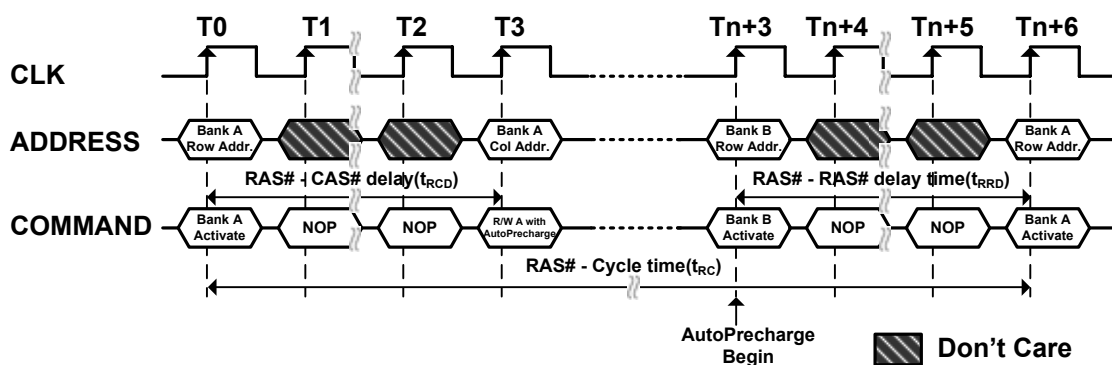 T0 T1 T2 T3 Tn+3 Tn+4 Tn+5 Tn+6
CLK
ADDRESS
Bank A
Row Addr.
Bank A
Col Addr.
Bank B
Row Addr.
Bank A
Row Addr.
RAS# - CAS# delay(tRCD)
RAS# - RAS# delay time(tRRD)
COMMAND
Bank A
Activate
NOP
NOP
R/W A with
AutoPrecharge
Bank B
Activate
NOP
NOP
Bank A
Activate
RAS# - Cycle time(tRC)
AutoPrecharge
Begin
Don't Care